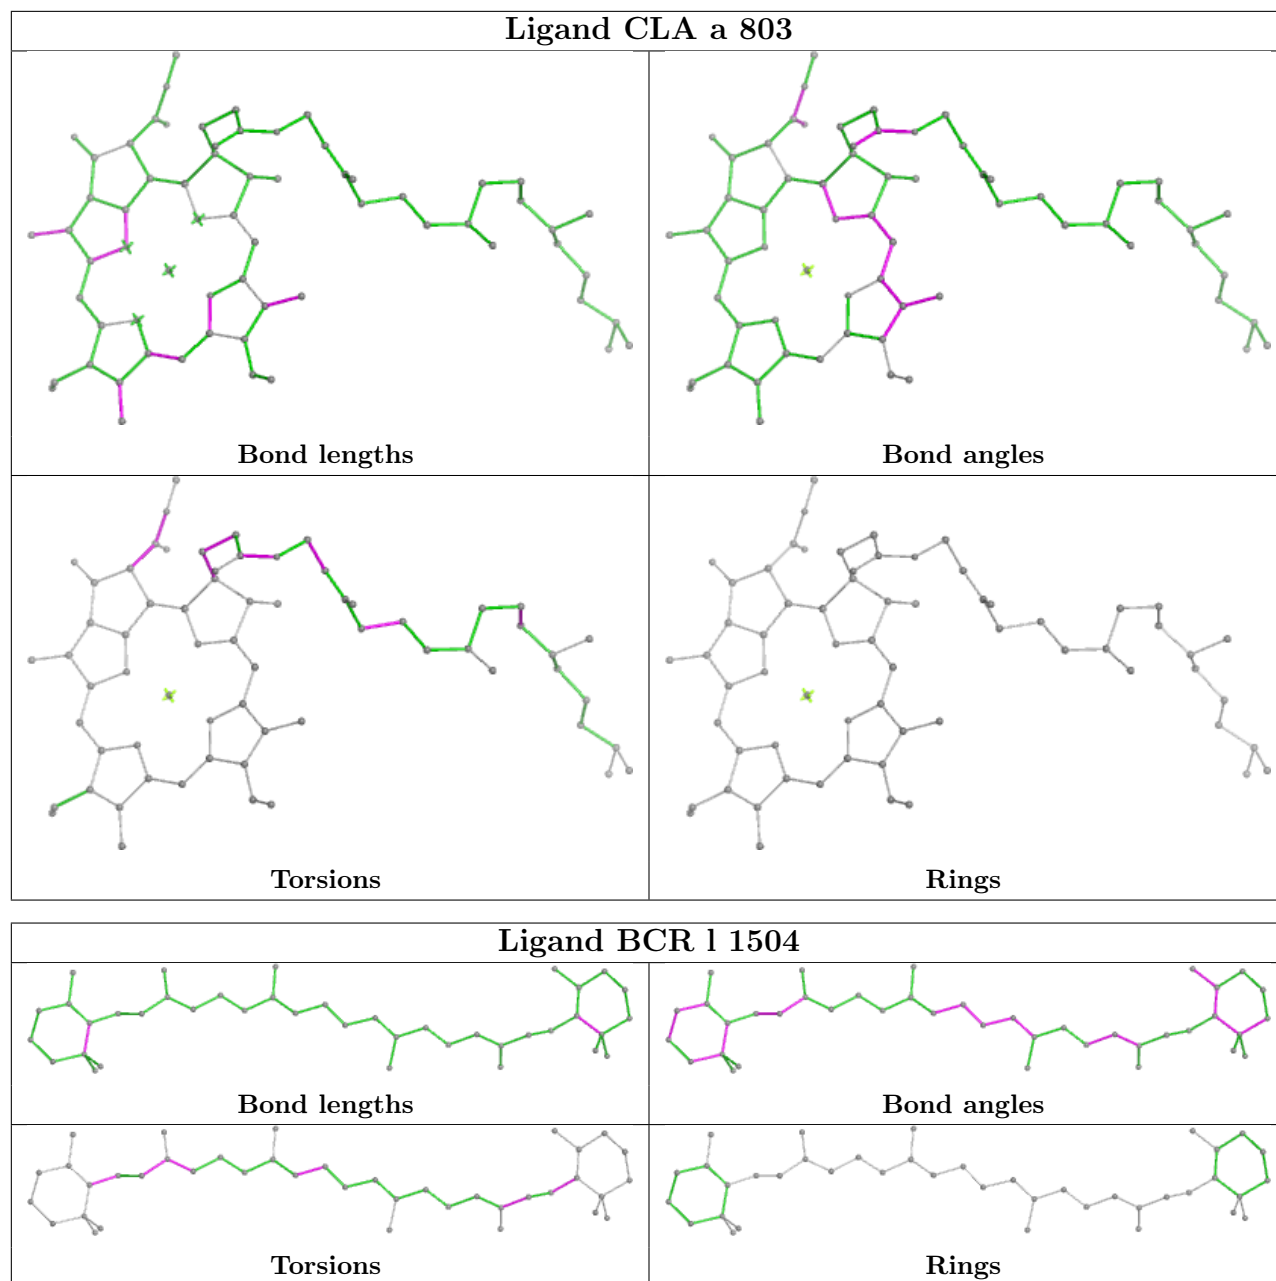 Ligand CLA a 803
Bond lengths
Bond angles
Torsions
Rings
Ligand BCR l 1504
Bond lengths
Bond angles
Torsions
Rings